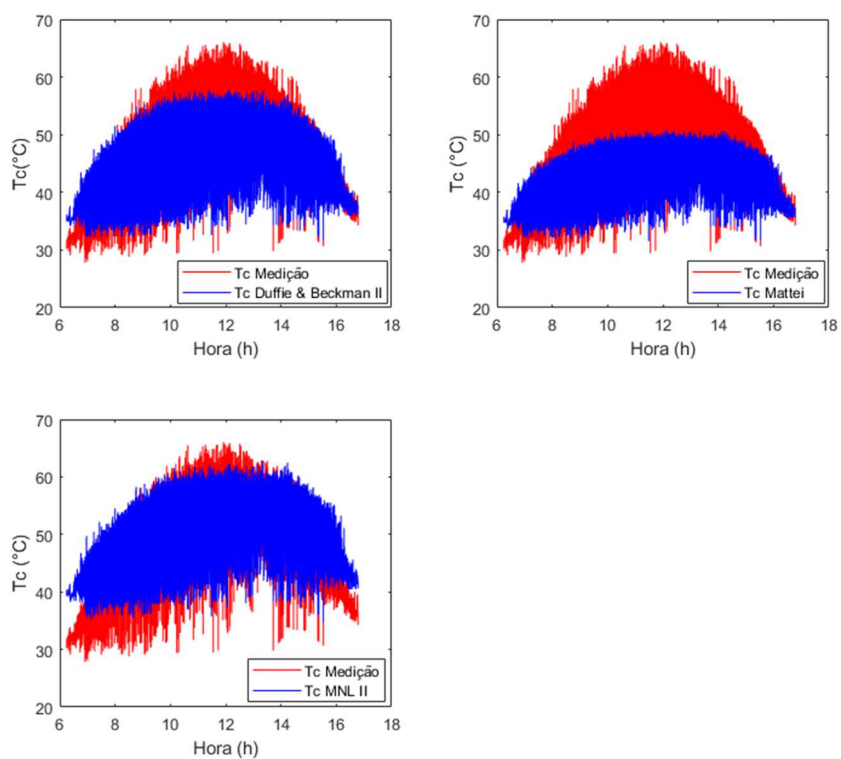 70
60
50
40
30
20
Tc(°C)
Tc Medição
Tc Duffie & Beckman II
6 8 10 12 14 16 18
Hora (h)
70
60
50
40
30
20
Tc (°C)
Tc Medição
Tc Mattei
6 8 10 12 14 16 18
Hora (h)
70
60
50
40
30
20
Tc (°C)
Tc Medição
Tc MNL II
6 8 10 12 14 16 18
Hora (h)